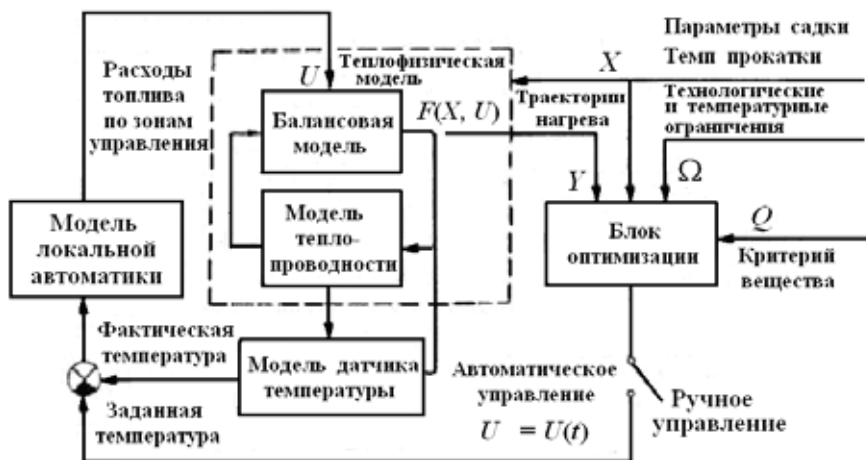 Параметры садки
Темп прокатки
X
Расходы
топлива
по зонам
управления
U
Теплофизическая
модель
Балансовая
модель
F(X, U)
Траектории
нагрева
Технологические
и температурные
ограничения
Y
Ω
Модель
локальной
автоматики
Модель
тепло-
проводности
Блок
оптимизации
Q
Критерий
вещества
Фактическая
температура
Модель датчика
температуры
Автоматическое
управление
U = U(t)
Ручное
управление
Заданная
температура